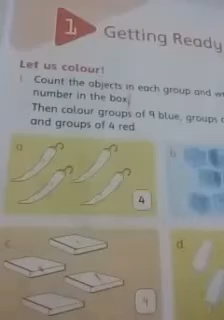 1
Getting Ready
Let us colour!
1. Count the objects in each group and
number in the box.
Then colour groups of 9 blue, groups
and groups of 4 red.
a.
b.
4
c.
d.
9